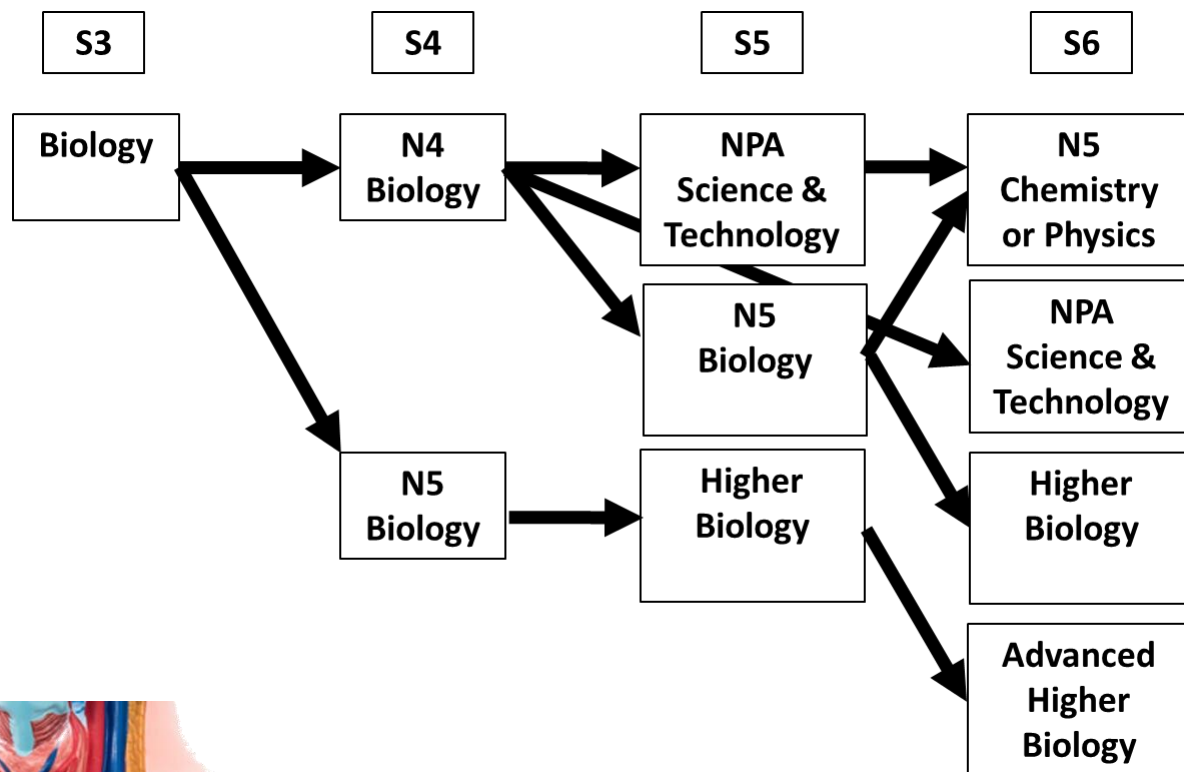 S3
S4
S5
S6
Biology
N4
Biology
NPA
Science &
Technology
N5
Chemistry
or Physics
N5
Biology
NPA
Science &
Technology
N5
Biology
Higher
Biology
Higher
Biology
Advanced
Higher
Biology